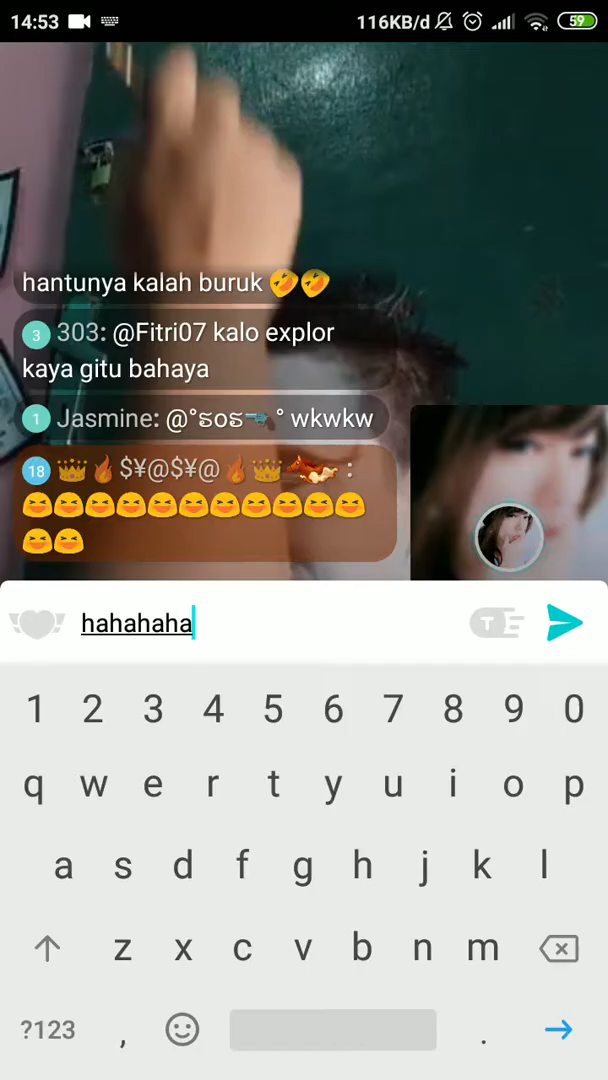 14:53 116KB/d 59
hantunya kalah buruk 🤣🤣
3 303: @Fitri07 kalo explor
kaya gitu bahaya
1 Jasmine: @°ꯢoꯢ🔫° wkwkw
18 👑🔥$¥@$¥@🔥👑🐎 :
😆😆😆😆😆😆😆😆😆😆😆
😆😆
hahahaha T
1 2 3 4 5 6 7 8 9 0
q w e r t y u i o p
a s d f g h j k l
z x c v b n m
?123 , .